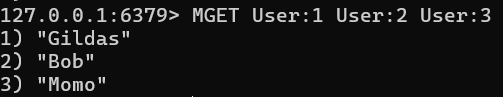 127.0.0.1:6379> MGET User:1 User:2 User:3
1) "Gildas"
2) "Bob"
3) "Momo"